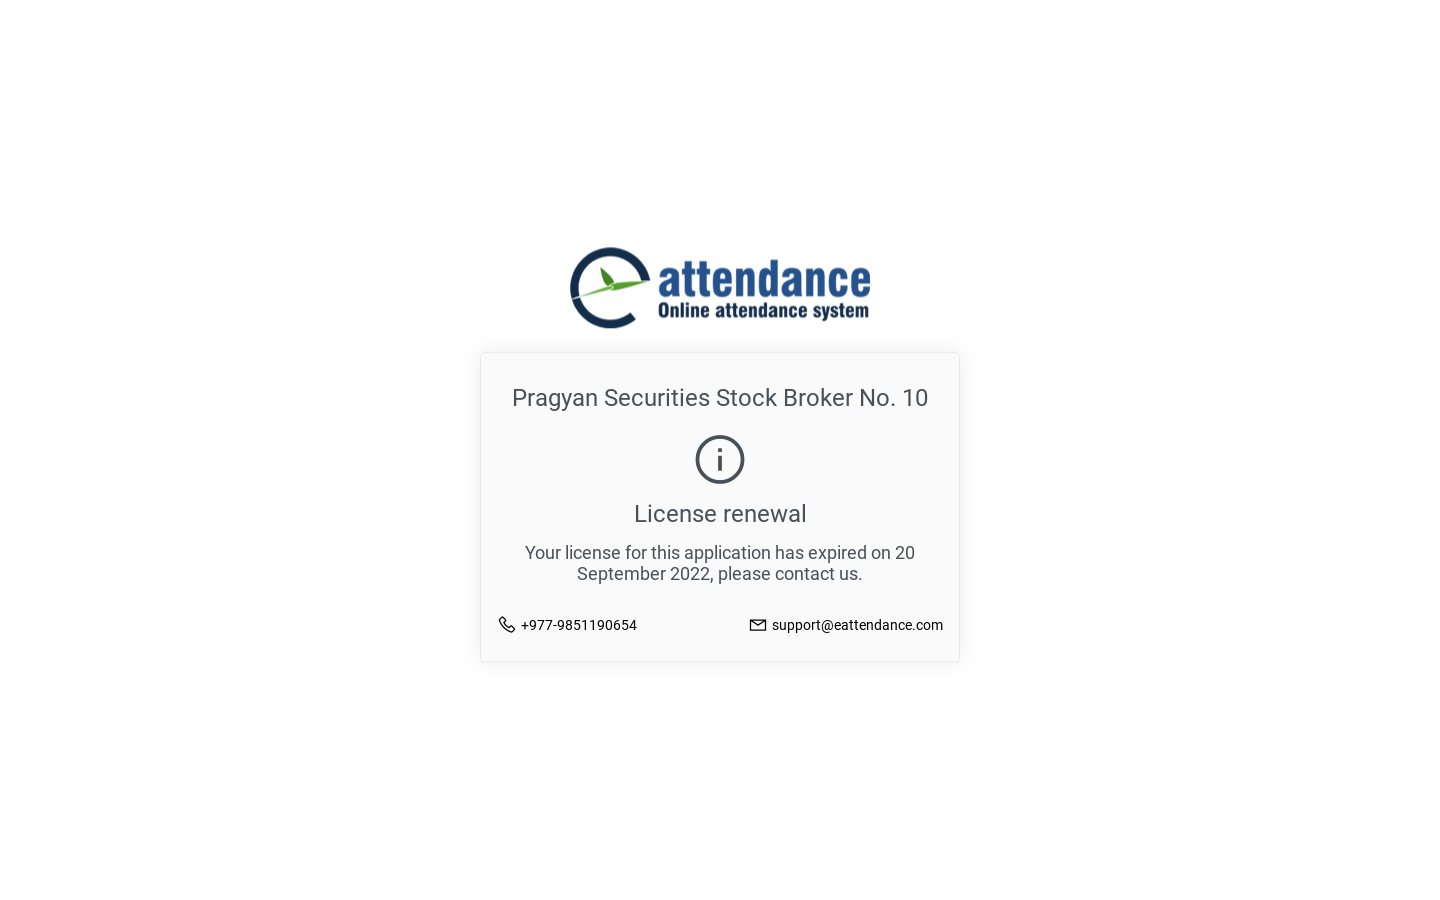 attendance
Online attendance system
Pragyan Securities Stock Broker No. 10
License renewal
Your license for this application has expired on 20
September 2022, please contact us.
+977-9851190654
support@eattendance.com